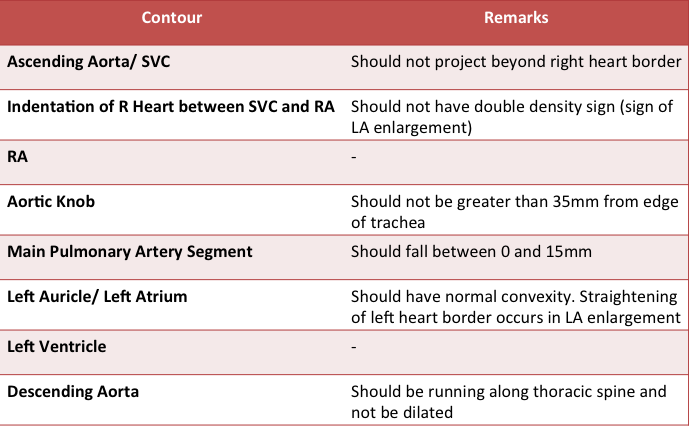 Contour Remarks
Ascending Aorta/ SVC Should not project beyond right heart border
Indentation of R Heart between SVC and RA Should not have double density sign (sign of
LA enlargement)
RA -
Aortic Knob Should not be greater than 35mm from edge
of trachea
Main Pulmonary Artery Segment Should fall between 0 and 15mm
Left Auricle/ Left Atrium Should have normal convexity. Straightening
of left heart border occurs in LA enlargement
Left Ventricle -
Descending Aorta Should be running along thoracic spine and
not be dilated